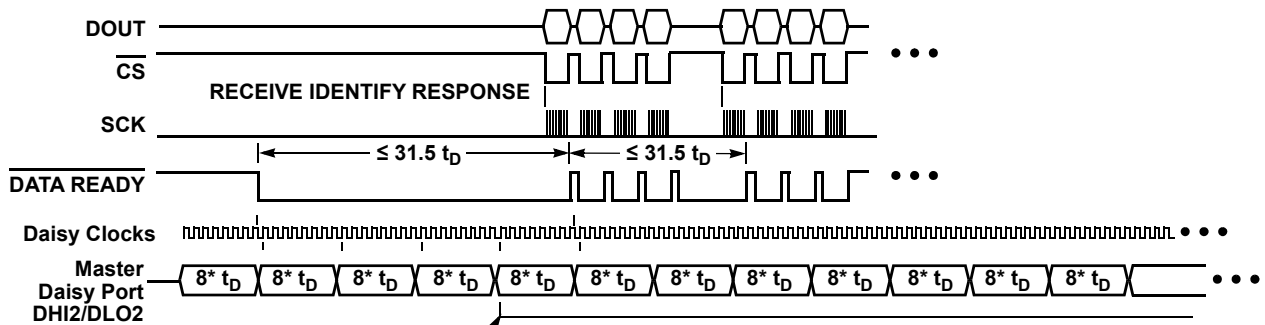 DOUT
CS
RECEIVE IDENTIFY RESPONSE
SCK
≤ 31.5 tD
≤ 31.5 tD
DATA READY
Daisy Clocks
Master
Daisy Port
DHI2/DLO2
8* tD 8* tD 8* tD 8* tD 8* tD 8* tD 8* tD 8* tD 8* tD 8* tD 8* tD 8* tD